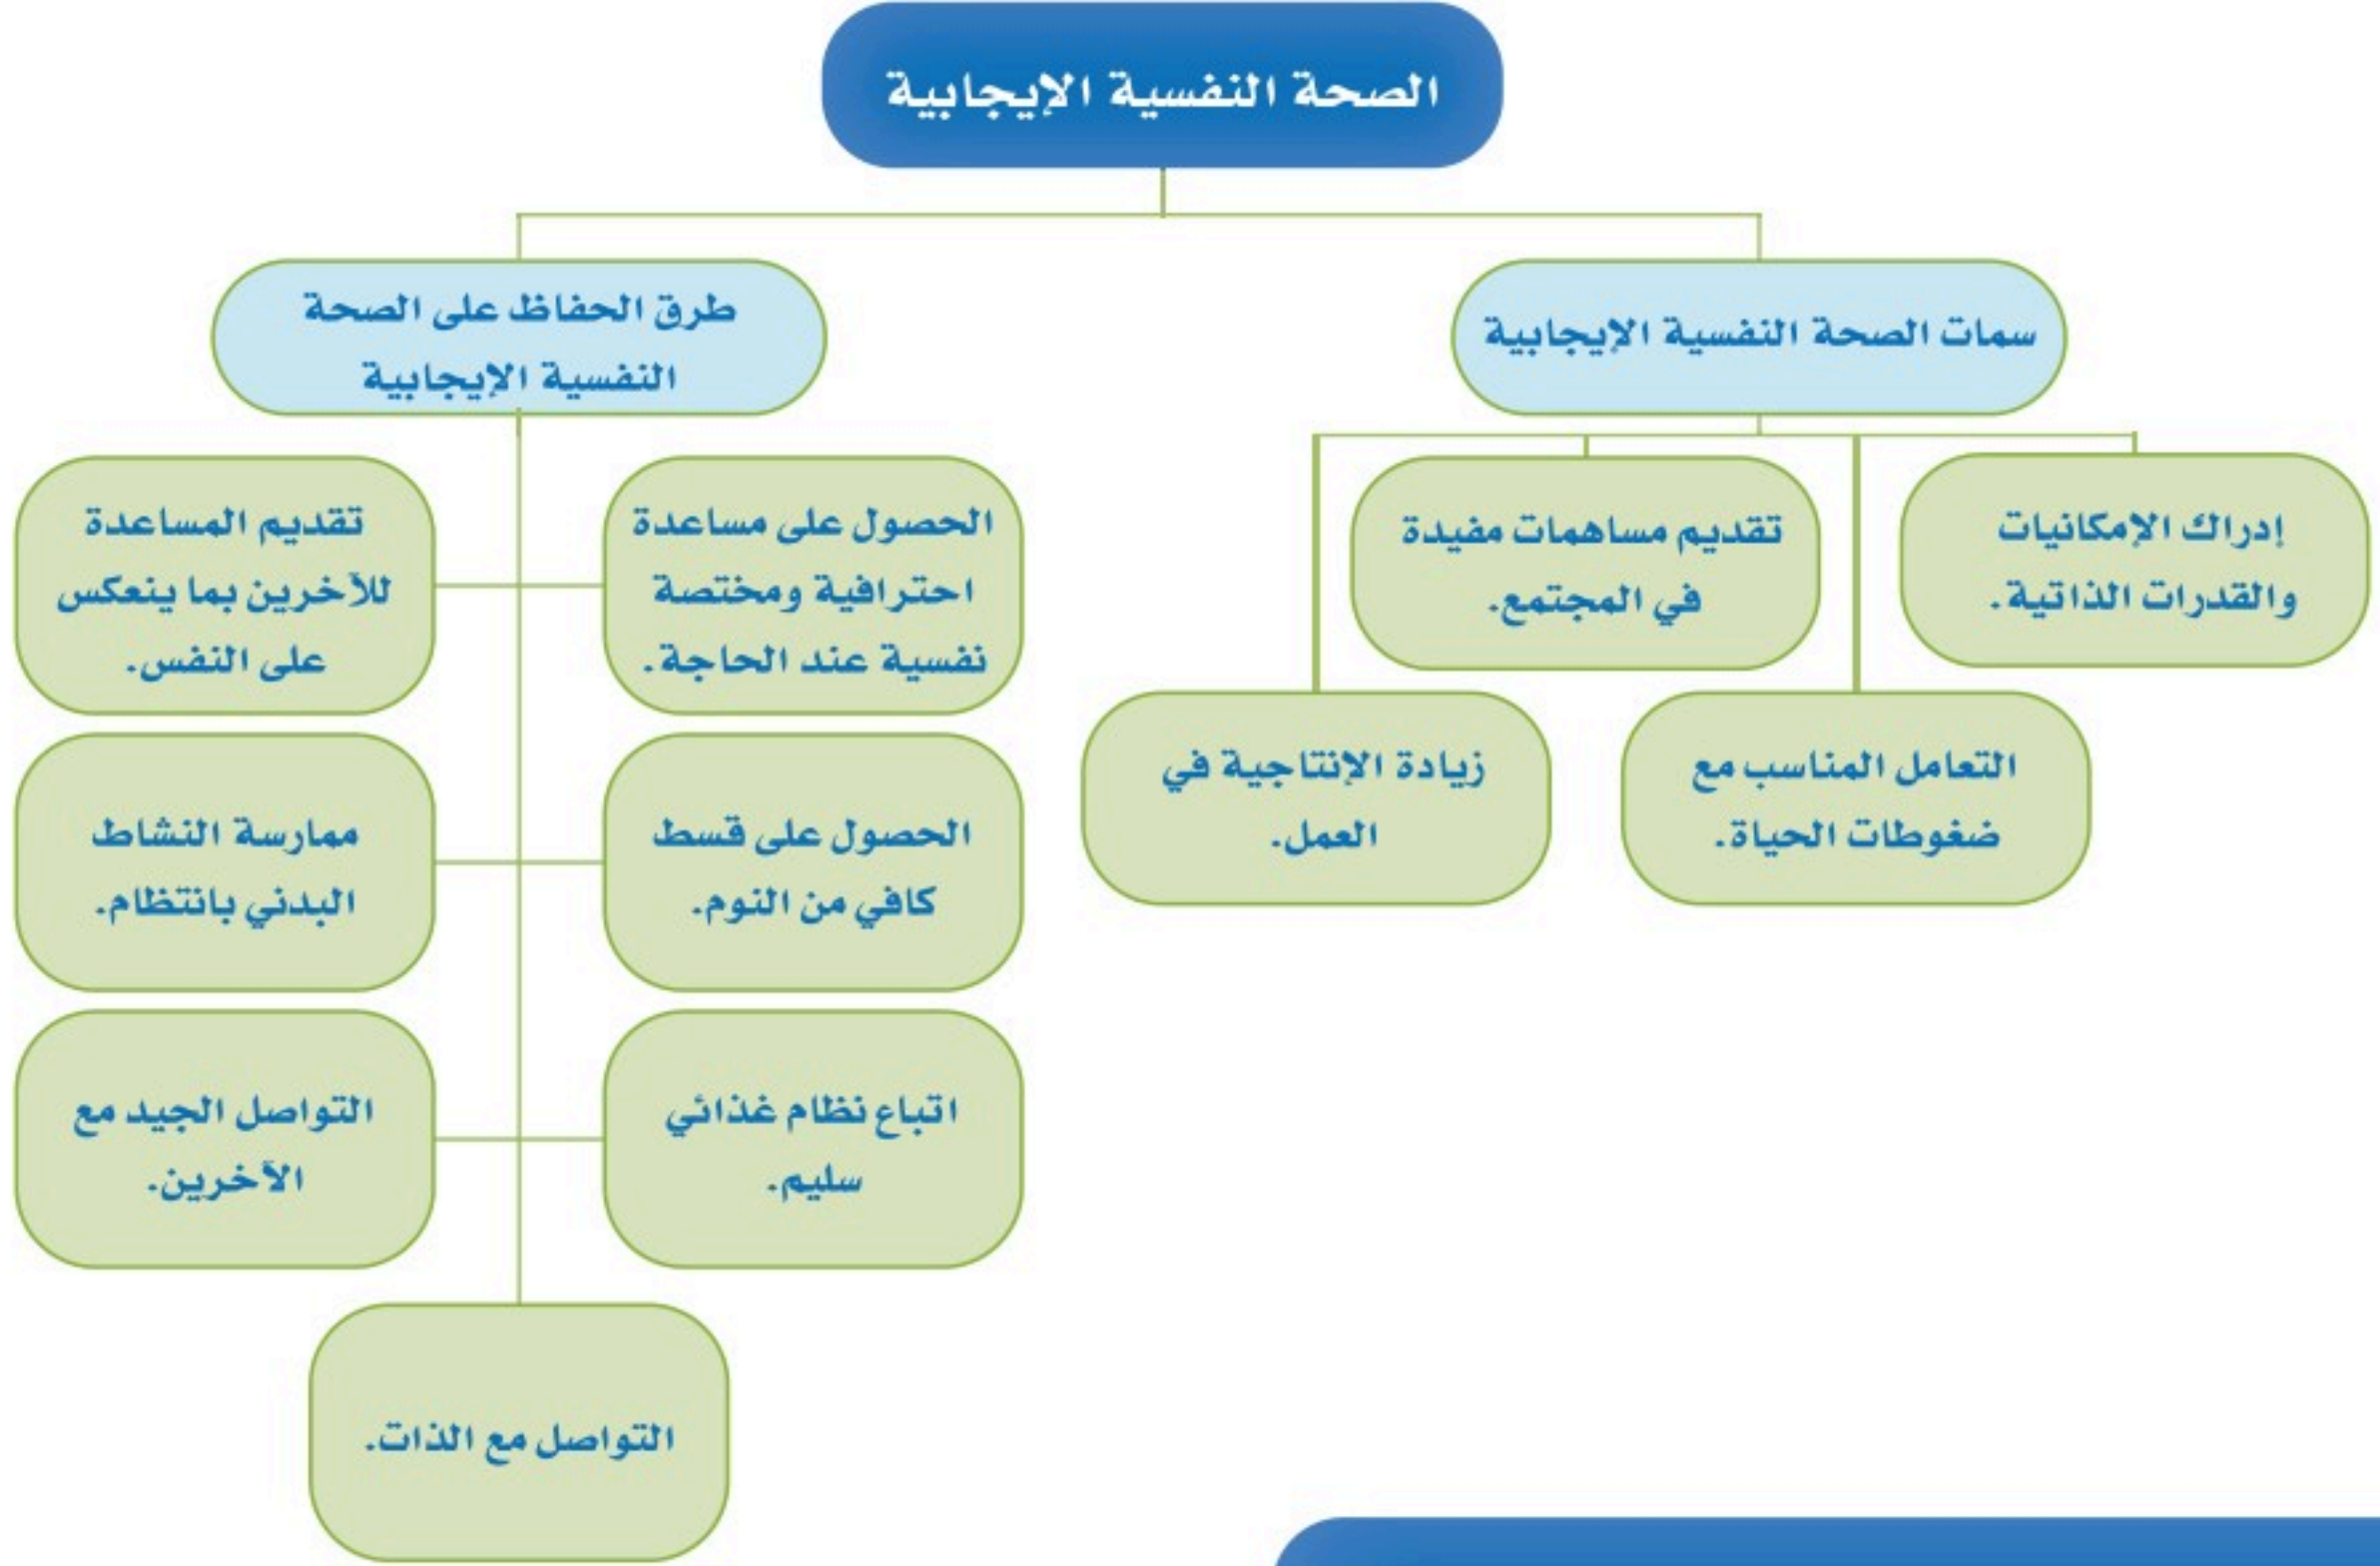 الصحة النفسية الإيجابية
سمات الصحة النفسية الإيجابية
إدراك الإمكانيات
والقدرات الذاتية.
تقديم مساهمات مفيدة
في المجتمع.
التعامل المناسب مع
ضغوطات الحياة.
زيادة الإنتاجية في
العمل.
طرق الحفاظ على الصحة
النفسية الإيجابية
الحصول على مساعدة
احترافية ومختصة
نفسية عند الحاجة.
تقديم المساعدة
للآخرين بما ينعكس
على النفس.
الحصول على قسط
كافي من النوم.
ممارسة النشاط
البدني بانتظام.
اتباع نظام غذائي
سليم.
التواصل الجيد مع
الآخرين.
التواصل مع الذات.